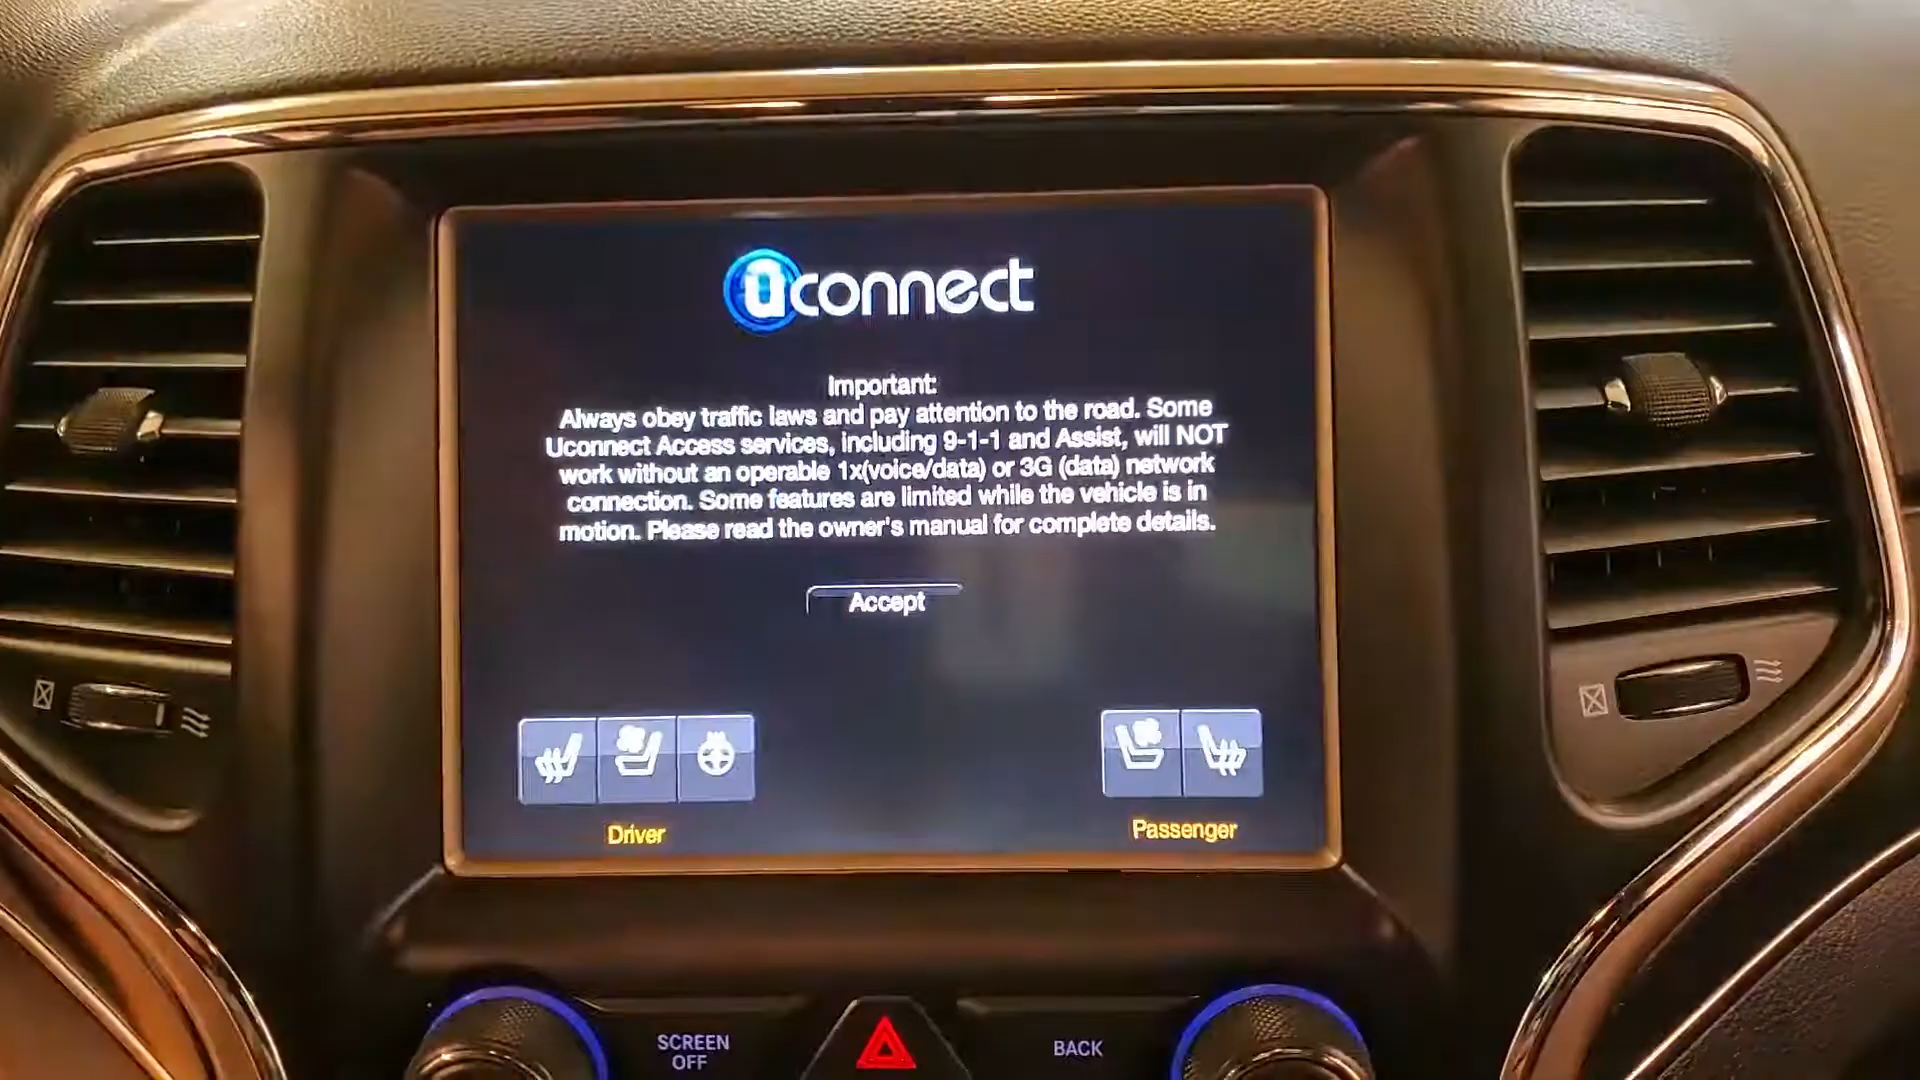 uconnect
Important:
Always obey traffic laws and pay attention to the road. Some
Uconnect Access services, including 9-1-1 and Assist, will NOT
work without an operable 1x(voice/data) or 3G (data) network
connection. Some features are limited while the vehicle is in
motion. Please read the owner's manual for complete details.
Accept
Driver
Passenger
SCREEN
OFF
BACK